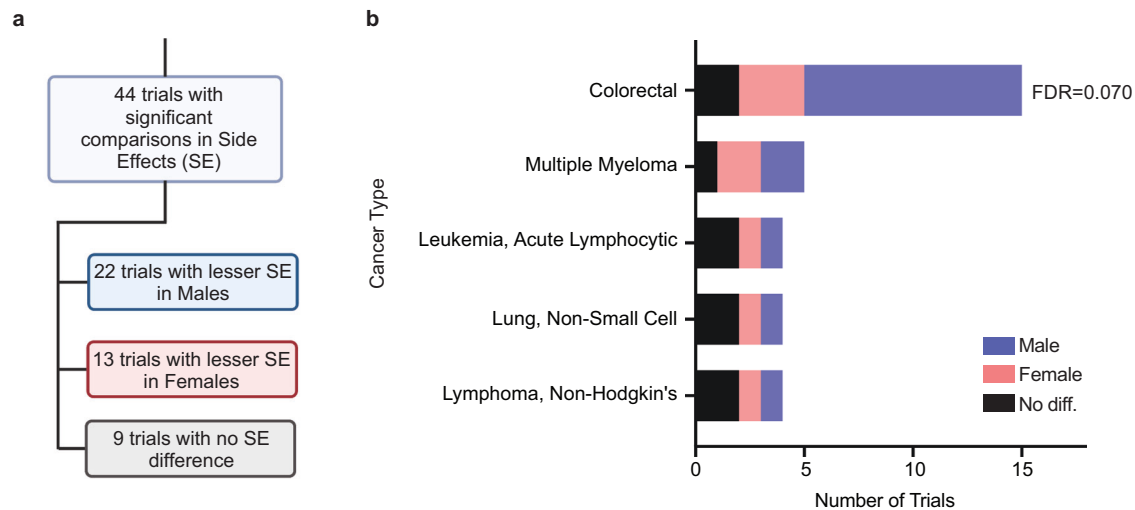 a
44 trials with
significant
comparisons in Side
Effects (SE)
22 trials with lesser SE
in Males
13 trials with lesser SE
in Females
9 trials with no SE
difference
b
Cancer Type
Colorectal
FDR=0.070
Multiple Myeloma
Leukemia, Acute Lymphocytic
Lung, Non-Small Cell
Lymphoma, Non-Hodgkin's
Male
Female
No diff.
0 5 10 15
Number of Trials